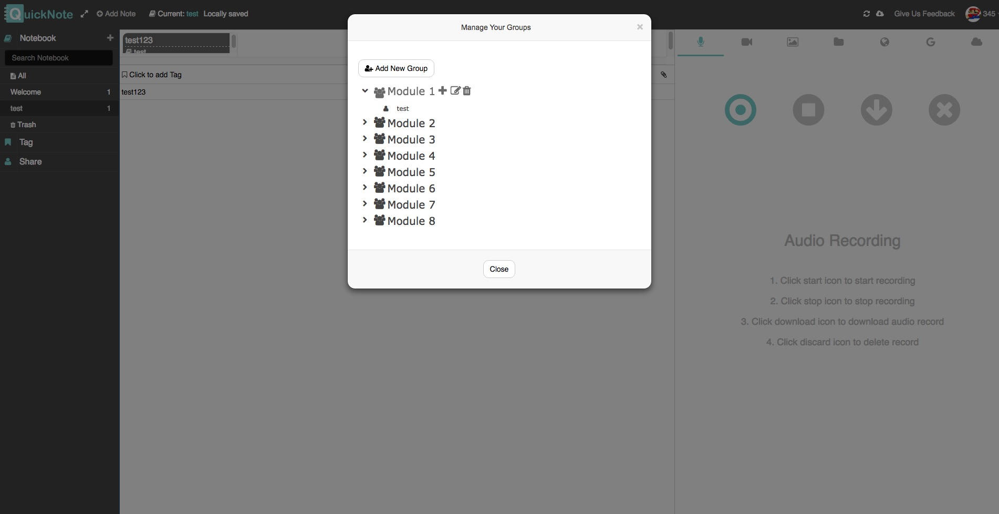 QuickNote
Add Note
Current: test Locally saved
Give Us Feedback
345
Notebook
Search Notebook
All
Welcome 1
test 1
Trash
Tag
Share
test123
test
Click to add Tag
test123
Manage Your Groups
Add New Group
Module 1
test
Module 2
Module 3
Module 4
Module 5
Module 6
Module 7
Module 8
Close
Audio Recording
1. Click start icon to start recording
2. Click stop icon to stop recording
3. Click download icon to download audio record
4. Click discard icon to delete record